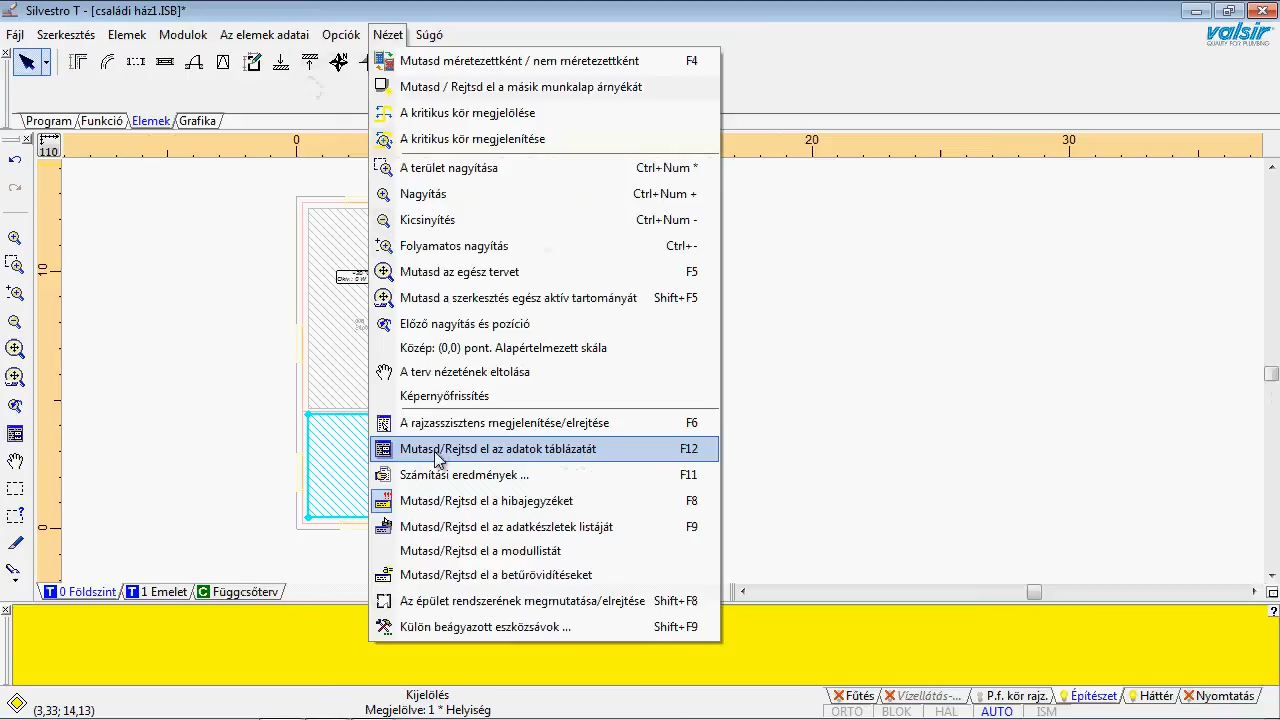 Silvestro T - [családi ház1.ISB]*
Fájl Szerkesztés Elemek Modulok Az elemek adatai Opciók Nézet Súgó
valsir
QUALITY FOR PLUMBING
Mutasd méretezettként / nem méretezettként F4
Mutasd / Rejtsd el a másik munkalap árnyékát
A kritikus kör megjelölése
A kritikus kör megjelenítése
A terület nagyítása Ctrl+Num *
Nagyítás Ctrl+Num +
Kicsinyítés Ctrl+Num -
Folyamatos nagyítás Ctrl+-
Mutasd az egész tervet F5
Mutasd a szerkesztés egész aktív tartományát Shift+F5
Előző nagyítás és pozíció
Közép: (0,0) pont. Alapértelmezett skála
A terv nézetének eltolása
Képernyőfrissítés
A rajzasszisztens megjelenítése/elrejtése F6
Mutasd/Rejtsd el az adatok táblázatát F12
Számítási eredmények ... F11
Mutasd/Rejtsd el a hibajegyzéket F8
Mutasd/Rejtsd el az adatkészletek listáját F9
Mutasd/Rejtsd el a modullistát
Mutasd/Rejtsd el a betűrövidítéseket
Az épület rendszerének megmutatása/elrejtése Shift+F8
Külön beágyazott eszközsávok ... Shift+F9
Program Funkció Elemek Grafika
110 0 20 30
10
0
T 0 Földszint T 1 Emelet C Függcsőterv
Kijelölés
Megjelölve: 1 * Helyiség
(3,33; 14,13)
Fűtés Vízellátás-... P.f. kör rajz. Építészet Háttér Nyomtatás
ORTO BLOK HÁL AUTO ISM